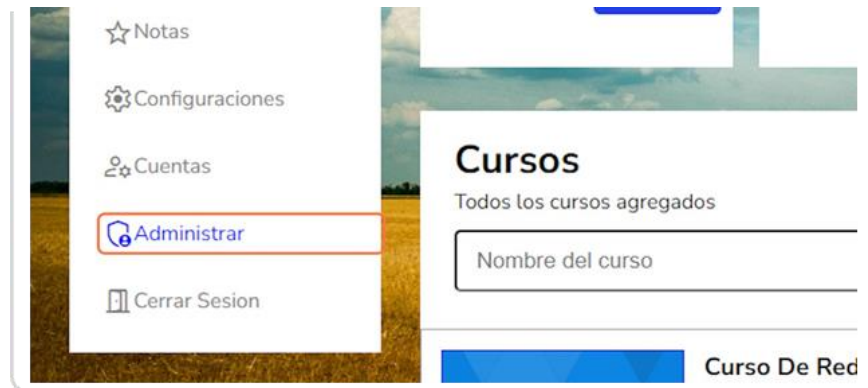 Notas
Configuraciones
Cuentas
Administrar
Cerrar Sesion
Cursos
Todos los cursos agregados
Nombre del curso
Curso De Red